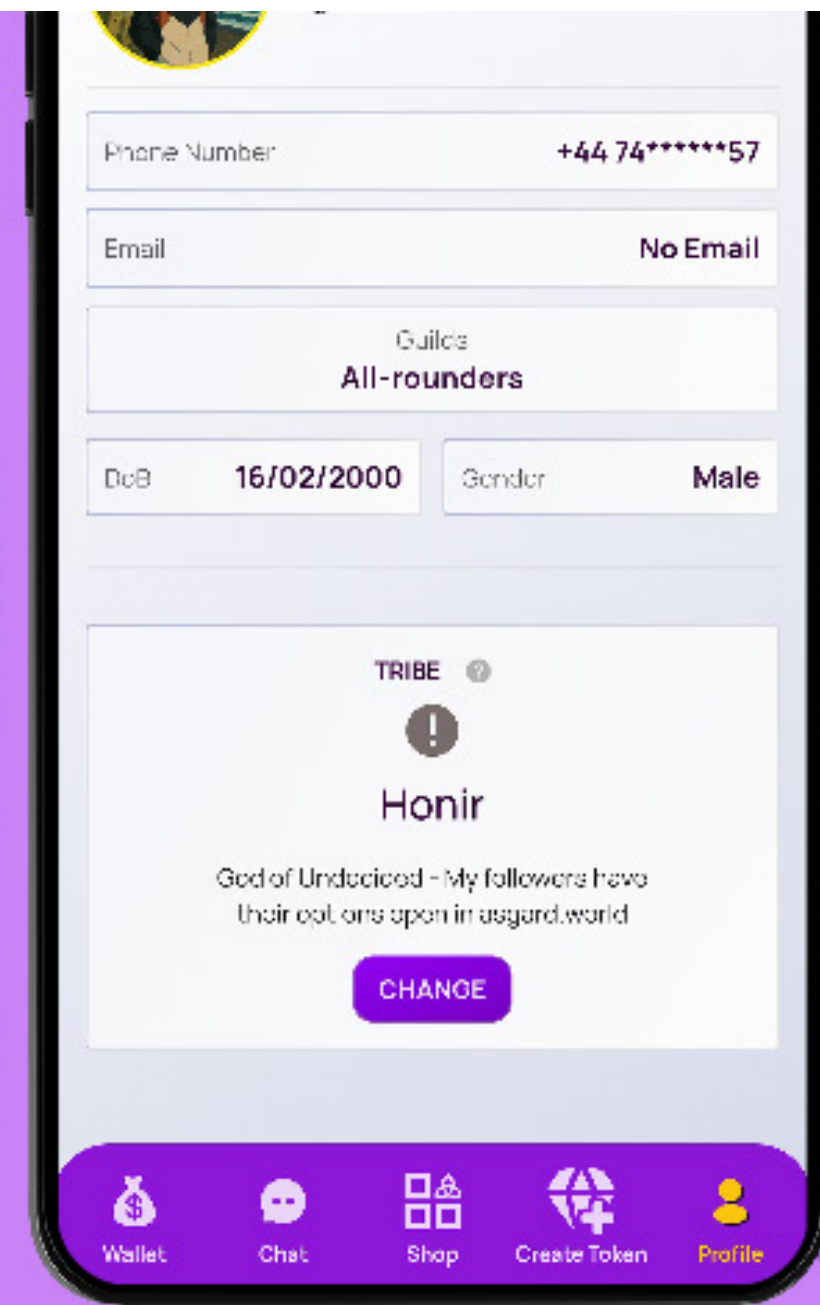 Phone Number +44 74******57
Email No Email
Guilds
All-rounders
DoB 16/02/2000 Gender Male
TRIBE ?
!
Honir
God of Undecided - My followers have
their options open in asgard.world
CHANGE
$
Wallet Chat Shop Create Token Profile